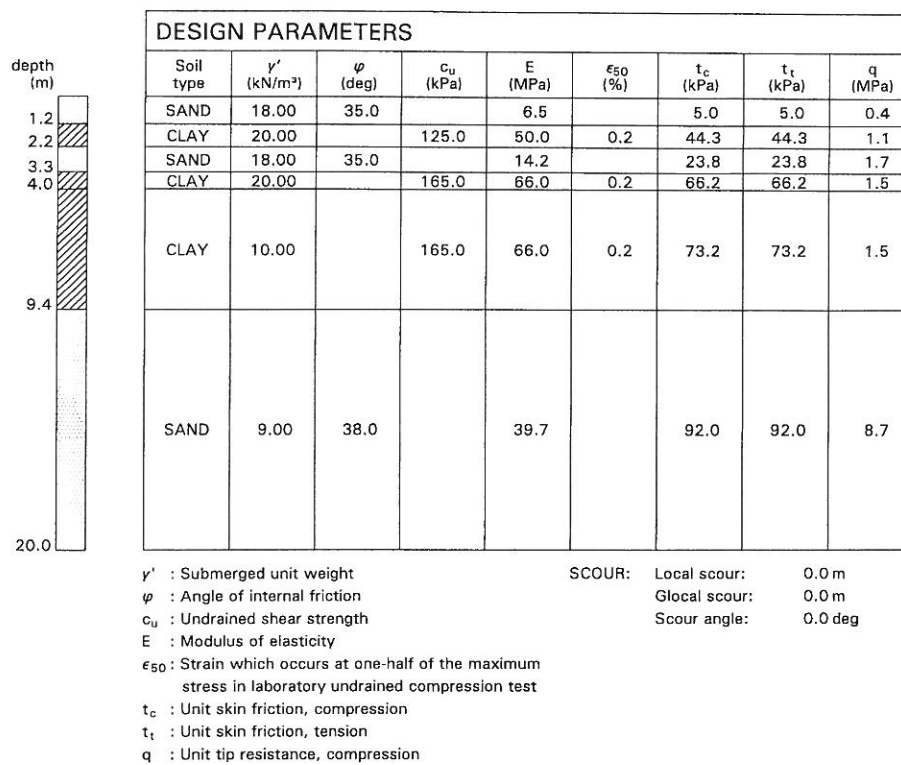 DESIGN PARAMETERS
depth (m)
Soil type γ' (kN/m³) φ (deg) cu (kPa) E (MPa) ϵ50 (%) tc (kPa) tt (kPa) q (MPa)
SAND 18.00 35.0 6.5 5.0 5.0 0.4
1.2
CLAY 20.00 125.0 50.0 0.2 44.3 44.3 1.1
2.2
SAND 18.00 35.0 14.2 23.8 23.8 1.7
3.3
CLAY 20.00 165.0 66.0 0.2 66.2 66.2 1.5
4.0
CLAY 10.00 165.0 66.0 0.2 73.2 73.2 1.5
9.4
SAND 9.00 38.0 39.7 92.0 92.0 8.7
20.0
γ' : Submerged unit weight
φ : Angle of internal friction
cu : Undrained shear strength
E : Modulus of elasticity
ϵ50 : Strain which occurs at one-half of the maximum
stress in laboratory undrained compression test
tc : Unit skin friction, compression
tt : Unit skin friction, tension
q : Unit tip resistance, compression
SCOUR: Local scour: 0.0 m
Glocal scour: 0.0 m
Scour angle: 0.0 deg